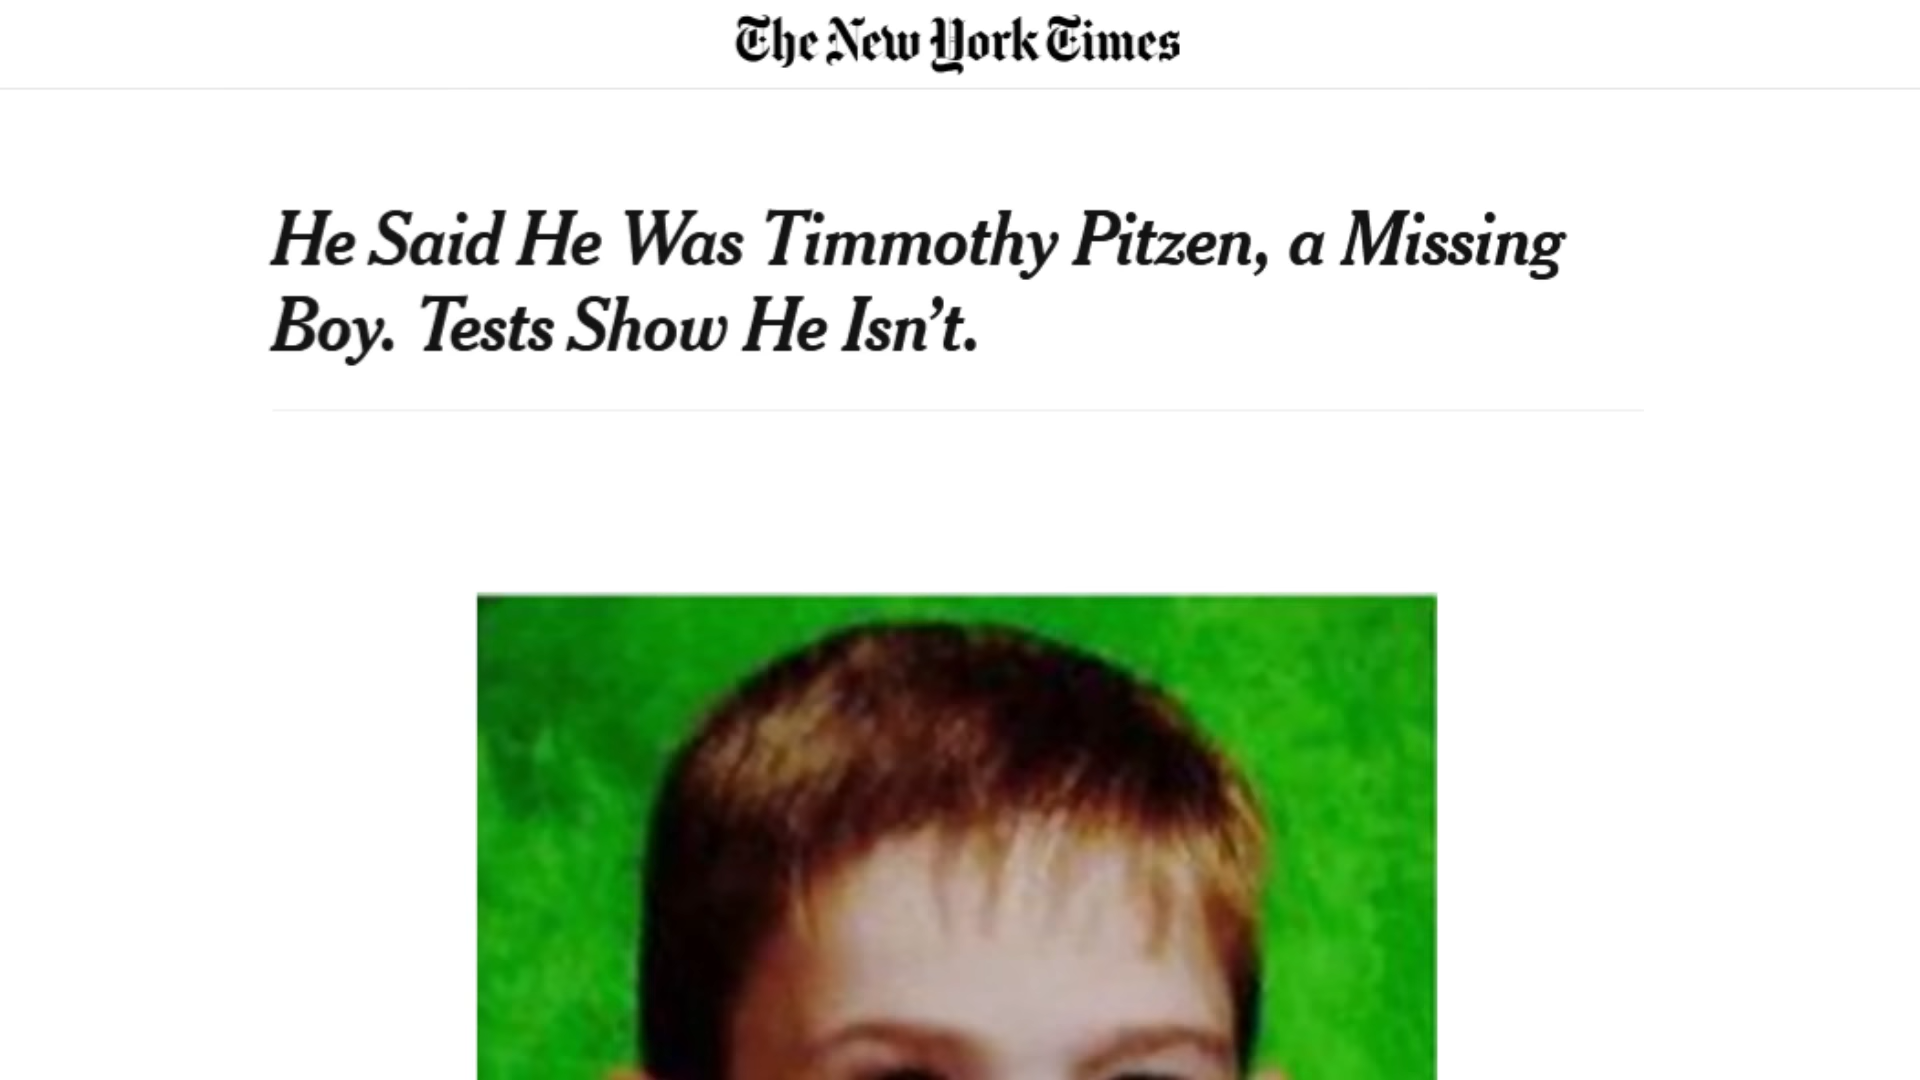 The New York Times
He Said He Was Timmothy Pitzen, a Missing
Boy. Tests Show He Isn’t.